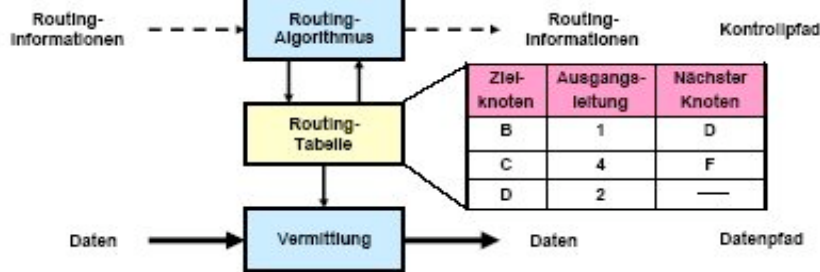 Routing-
Informationen
Routing-
Algorithmus
Routing-
Informationen
Kontrollpfad
Routing-
Tabelle
Ziel-
knoten
Ausgangs-
leitung
Nächster
Knoten
B 1 D
C 4 F
D 2 —
Daten
Vermittlung
Daten
Datenpfad